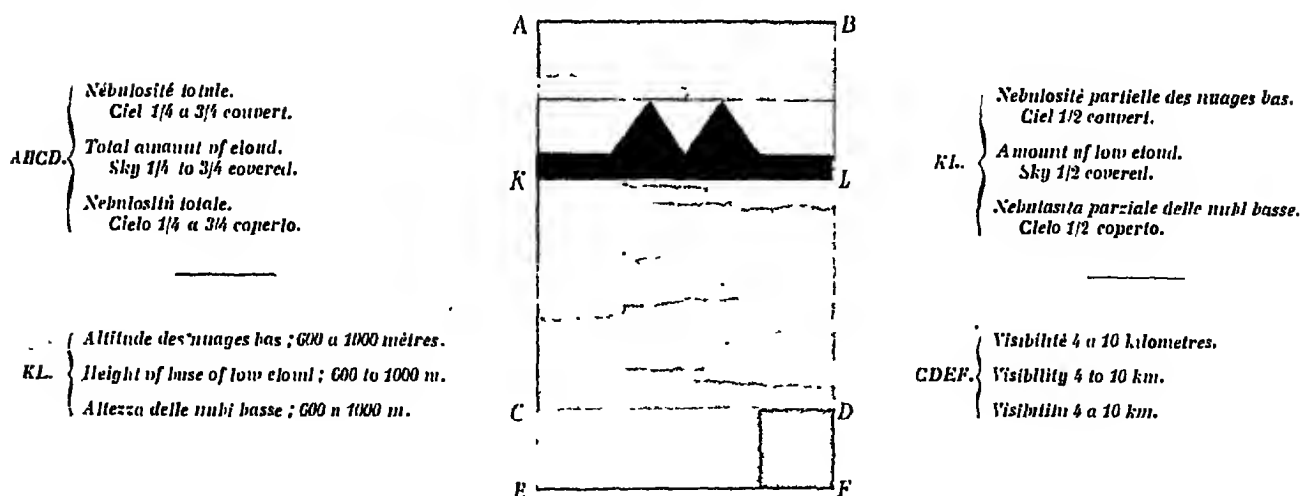 A B
ABCD.
Nébulosité totale.
Ciel 1/4 a 3/4 couvert.
Total amount of cloud.
Sky 1/4 to 3/4 covered.
Nebulosità totale.
Cielo 1/4 a 3/4 coperto.
K L
KL.
Nebulosité partielle des nuages bas.
Ciel 1/2 couvert.
Amount of low cloud.
Sky 1/2 covered.
Nebulosita parziale delle nubi basse.
Cielo 1/2 coperto.
KL.
Altitude des nuages bas ; 600 a 1000 mètres.
Height of base of low cloud ; 600 to 1000 m.
Altezza delle nubi basse ; 600 a 1000 m.
CDEF.
Visibilité 4 a 10 kilometres.
Visibility 4 to 10 km.
Visibilita 4 a 10 km.
C D
E F